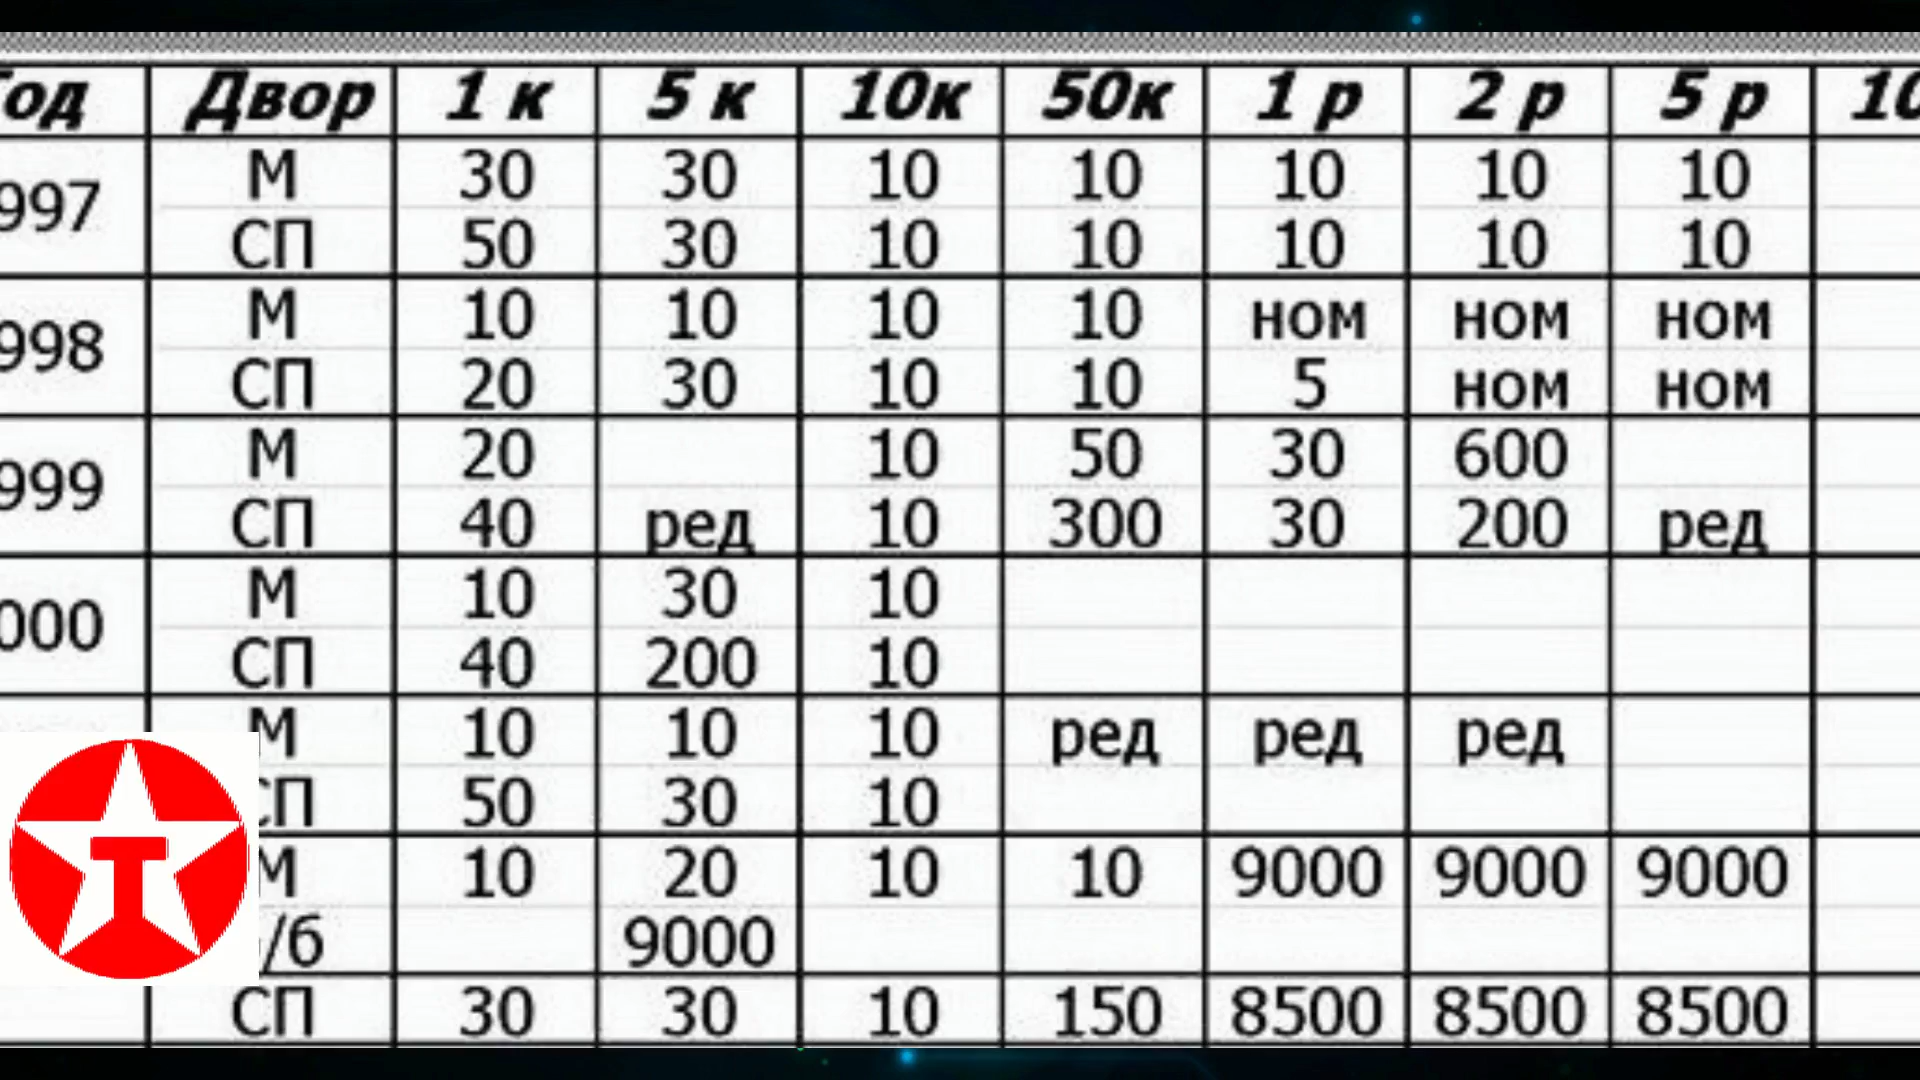 од Двор 1 к 5 к 10к 50к 1 р 2 р 5 р 10
997 М 30 30 10 10 10 10 10
СП 50 30 10 10 10 10 10
998 М 10 10 10 10 ном ном ном
СП 20 30 10 10 5 ном ном
999 М 20 10 50 30 600
СП 40 ред 10 300 30 200 ред
000 М 10 30 10
СП 40 200 10
М 10 10 10 ред ред ред
СП 50 30 10
М 10 20 10 10 9000 9000 9000
/б 9000
СП 30 30 10 150 8500 8500 8500
T